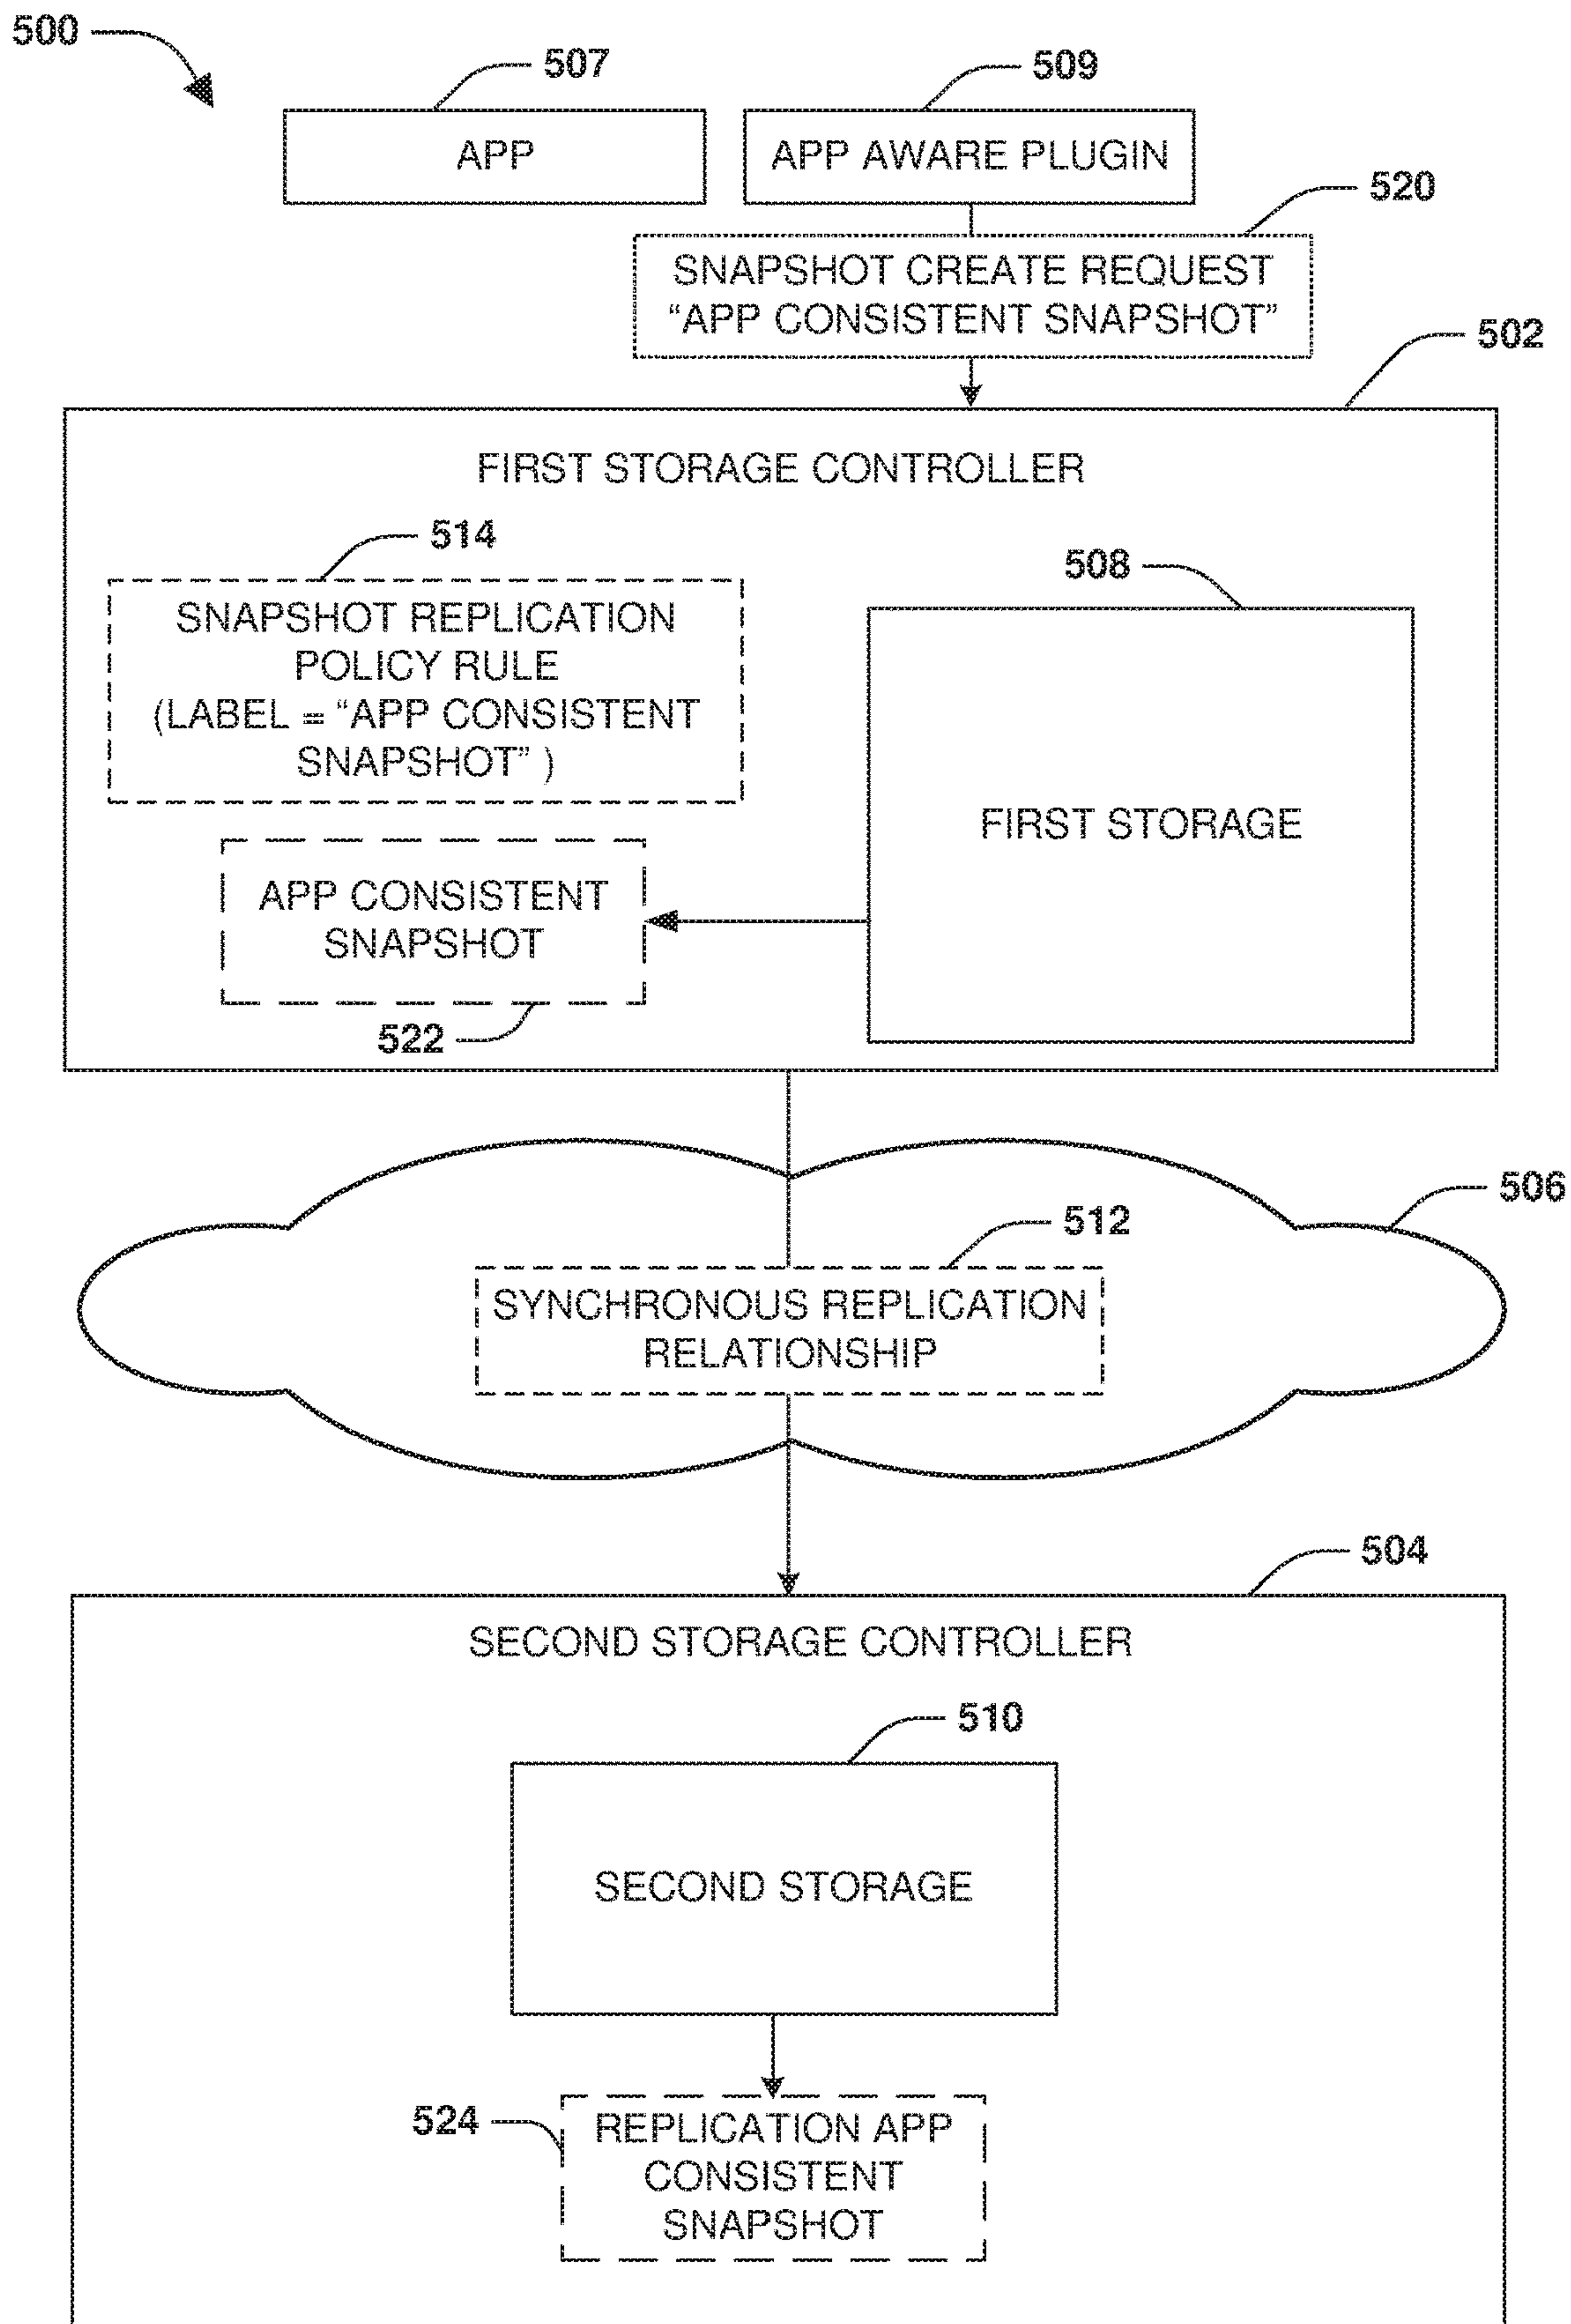 500
507
509
APP
APP AWARE PLUGIN
520
SNAPSHOT CREATE REQUEST
“APP CONSISTENT SNAPSHOT”
502
FIRST STORAGE CONTROLLER
514
508
SNAPSHOT REPLICATION
POLICY RULE
(LABEL = “APP CONSISTENT
SNAPSHOT” )
FIRST STORAGE
APP CONSISTENT
SNAPSHOT
522
506
512
SYNCHRONOUS REPLICATION
RELATIONSHIP
504
SECOND STORAGE CONTROLLER
510
SECOND STORAGE
524
REPLICATION APP
CONSISTENT
SNAPSHOT